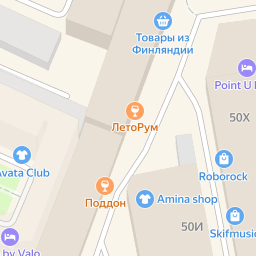 Товары из
Финляндии
Point U
50Х
ЛетоРум
Avata Club
Roborock
Поддон
Amina shop
50И
Skifmusic
by Valo